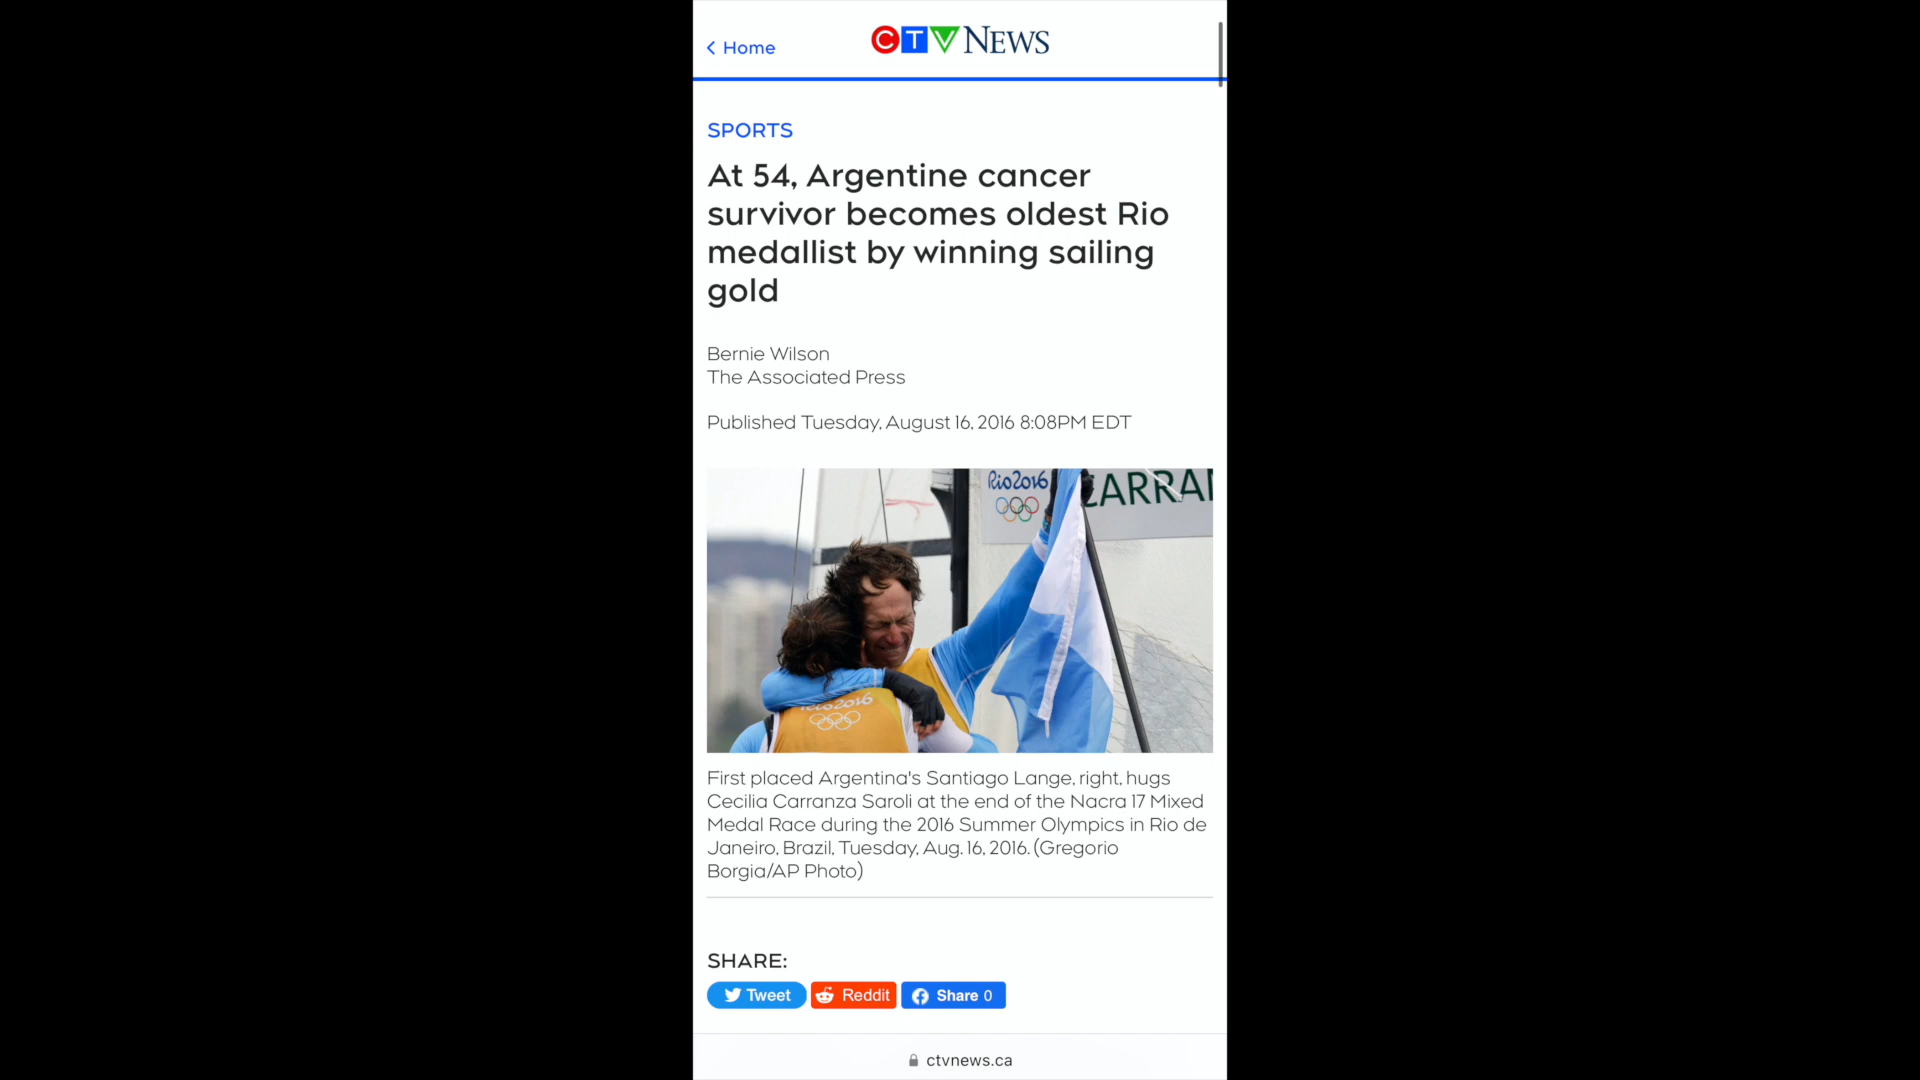 Home
CTV NEWS
SPORTS
At 54, Argentine cancer
survivor becomes oldest Rio
medallist by winning sailing
gold
Bernie Wilson
The Associated Press
Published Tuesday, August 16, 2016 8:08PM EDT
Rio2016
CARRA
Rio2016
First placed Argentina's Santiago Lange, right, hugs
Cecilia Carranza Saroli at the end of the Nacra 17 Mixed
Medal Race during the 2016 Summer Olympics in Rio de
Janeiro, Brazil, Tuesday, Aug. 16, 2016. (Gregorio
Borgia/AP Photo)
SHARE:
Tweet Reddit Share 0
ctvnews.ca